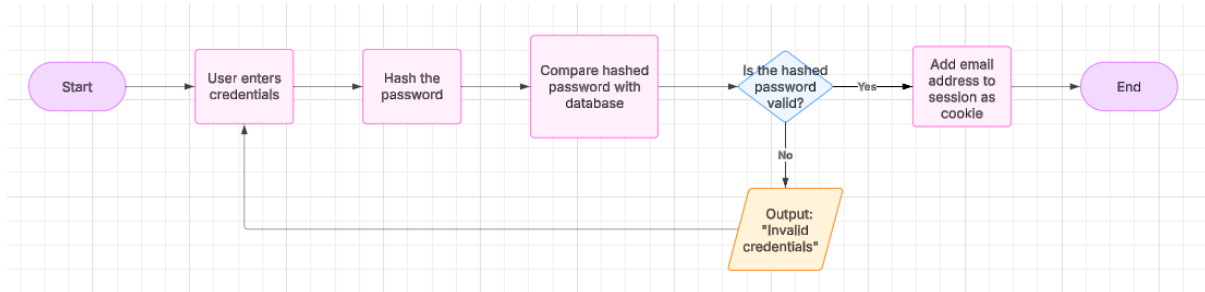 Start
User enters
credentials
Hash the
password
Compare hashed
password with
database
Is the hashed
password
valid?
Yes
Add email
address to
session as
cookie
End
No
Output:
"Invalid
credentials"